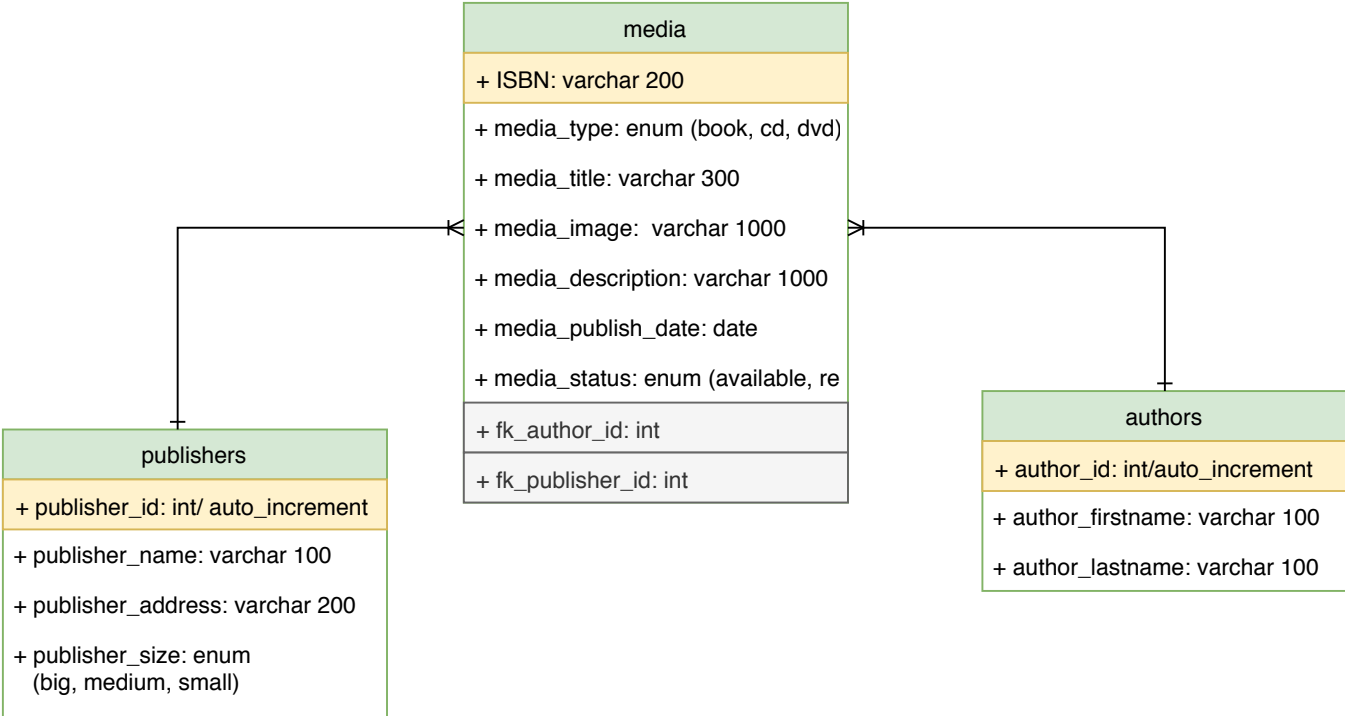 media
+ ISBN: varchar 200
+ media_type: enum (book, cd, dvd)
+ media_title: varchar 300
+ media_image:  varchar 1000
+ media_description: varchar 1000
+ media_publish_date: date
+ media_status: enum (available, re
+ fk_author_id: int
+ fk_publisher_id: int
publishers
+ publisher_id: int/ auto_increment
+ publisher_name: varchar 100
+ publisher_address: varchar 200
+ publisher_size: enum
(big, medium, small)
authors
+ author_id: int/auto_increment
+ author_firstname: varchar 100
+ author_lastname: varchar 100